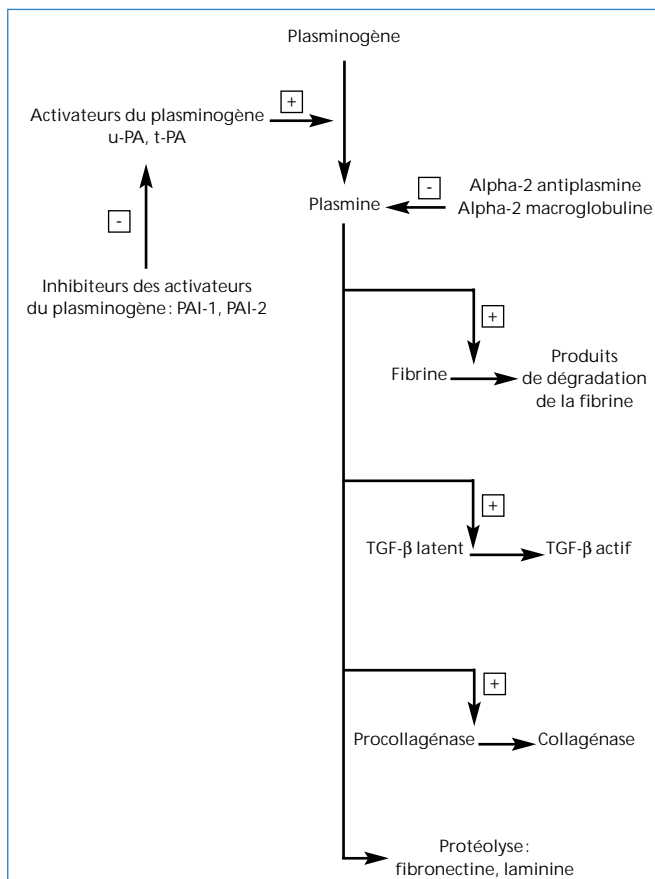 Plasminogène
+
Activateurs du plasminogène
u-PA, t-PA
-
Alpha-2 antiplasmine
Alpha-2 macroglobuline
Plasmine
-
Inhibiteurs des activateurs
du plasminogène : PAI-1, PAI-2
+
Fibrine
Produits
de dégradation
de la fibrine
+
TGF-β latent
TGF-β actif
+
Procollagénase
Collagénase
Protéolyse :
fibronectine, laminine